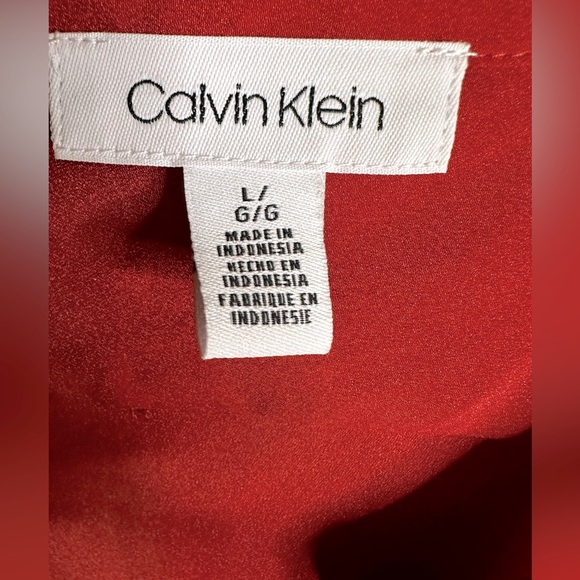 Calvin Klein
L/
G/G
MADE IN
INDONESIA
HECHO EN
INDONESIA
FABRIQUE EN
INDONESIE